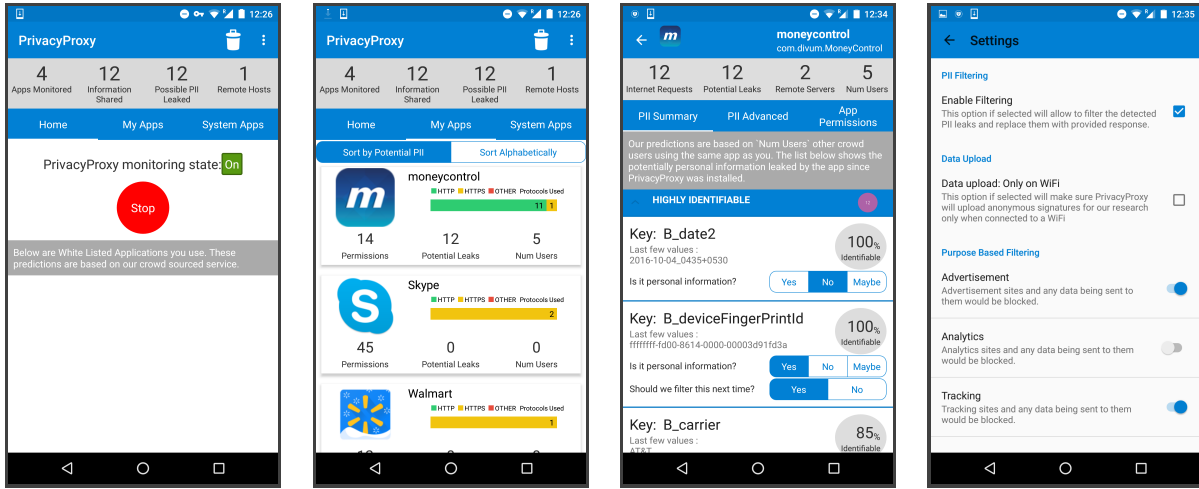 12:26
PrivacyProxy
4 12 12 1
Apps Monitored Information Shared Possible PII Leaked Remote Hosts
Home My Apps System Apps
PrivacyProxy monitoring state: On
Stop
Below are White Listed Applications you use. These
predictions are based on our crowd sourced service.
12:26
PrivacyProxy
4 12 12 1
Apps Monitored Information Shared Possible PII Leaked Remote Hosts
Home My Apps System Apps
Sort by Potential PII Sort Alphabetically
m
moneycontrol
HTTP HTTPS OTHER Protocols Used
11 1
14 12 5
Permissions Potential Leaks Num Users
S
Skype
HTTP HTTPS OTHER Protocols Used
2
45 0 0
Permissions Potential Leaks Num Users
Walmart
HTTP HTTPS OTHER Protocols Used
1
12:34
m
moneycontrol
com.divum.MoneyControl
12 12 2 5
Internet Requests Potential Leaks Remote Servers Num Users
PII Summary PII Advanced App Permissions
Our predictions are based on `Num Users` other crowd
users using the same app as you. The list below shows the
potentially personal information leaked by the app since
PrivacyProxy was installed.
HIGHLY IDENTIFIABLE
Key: B_date2
100%
Identifiable
Last few values :
2016-10-04_0435+0530
Is it personal information? Yes No Maybe
Key: B_deviceFingerPrintId
100%
Identifiable
Last few values :
ffffffff-fd00-8614-0000-00003d91fd3a
Is it personal information? Yes No Maybe
Should we filter this next time? Yes No
Key: B_carrier
85%
Identifiable
Last few values :
AT&T
12:35
Settings
PII Filtering
Enable Filtering
This option if selected will allow to filter the detected
PII leaks and replace them with provided response.
Data Upload
Data upload: Only on WiFi
This option if selected will make sure PrivacyProxy
will upload anonymous signatures for our research
only when connected to a WiFi
Purpose Based Filtering
Advertisement
Advertisement sites and any data being sent to
them would be blocked.
Analytics
Analytics sites and any data being sent to them
would be blocked.
Tracking
Tracking sites and any data being sent to them
would be blocked.